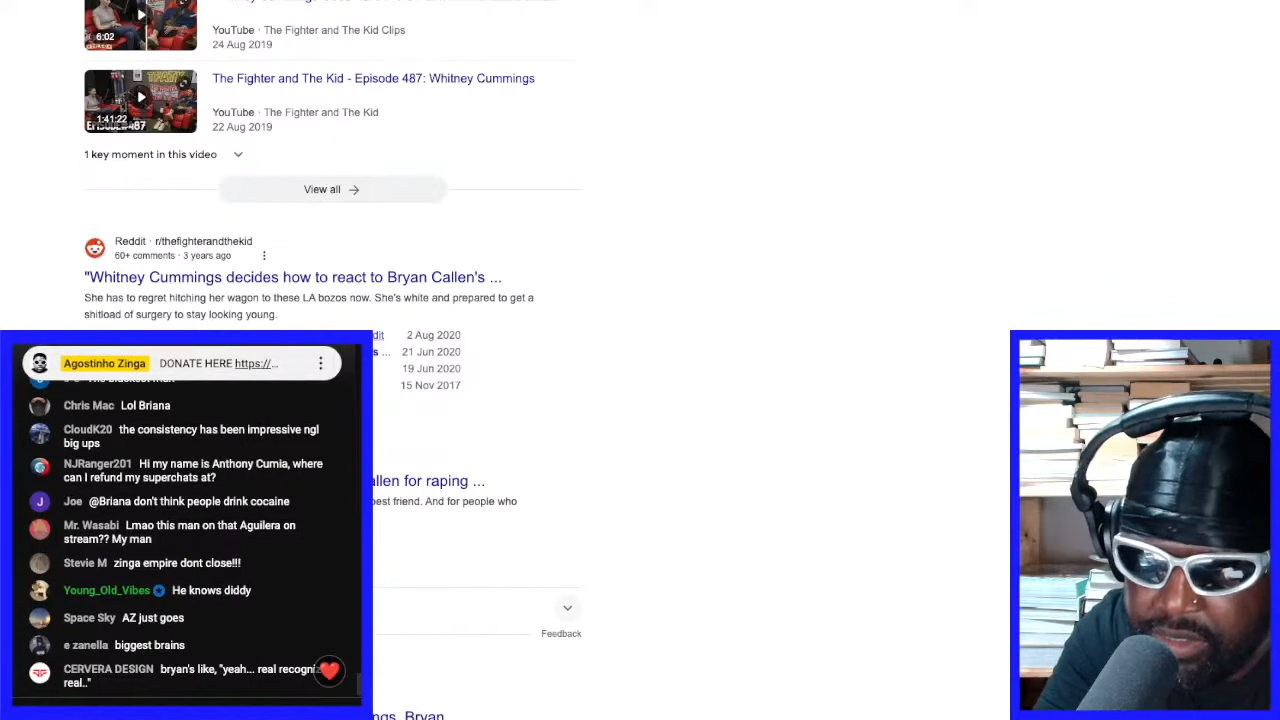 6:02
YouTube · The Fighter and The Kid Clips
24 Aug 2019
The Fighter and The Kid - Episode 487: Whitney Cummings
1:41:22
YouTube · The Fighter and The Kid
22 Aug 2019
1 key moment in this video
View all →
Reddit · r/thefighterandthekid
60+ comments · 3 years ago
"Whitney Cummings decides how to react to Bryan Callen's ...
She has to regret hitching her wagon to these LA bozos now. She's white and prepared to get a
shitload of surgery to stay looking young.
dit 2 Aug 2020
s ... 21 Jun 2020
19 Jun 2020
15 Nov 2017
allen for raping ...
best friend. And for people who
Feedback
ngs, Bryan
Agostinho Zinga DONATE HERE https://...
Chris Mac Lol Briana
CloudK20 the consistency has been impressive ngl
big ups
NJRanger201 Hi my name is Anthony Cumia, where
can I refund my superchats at?
Joe @Briana don't think people drink cocaine
Mr. Wasabi Lmao this man on that Aguilera on
stream?? My man
Stevie M zinga empire dont close!!!
Young_Old_Vibes He knows diddy
Space Sky AZ just goes
e zanella biggest brains
CERVERA DESIGN bryan's like, "yeah... real recogni
real.."